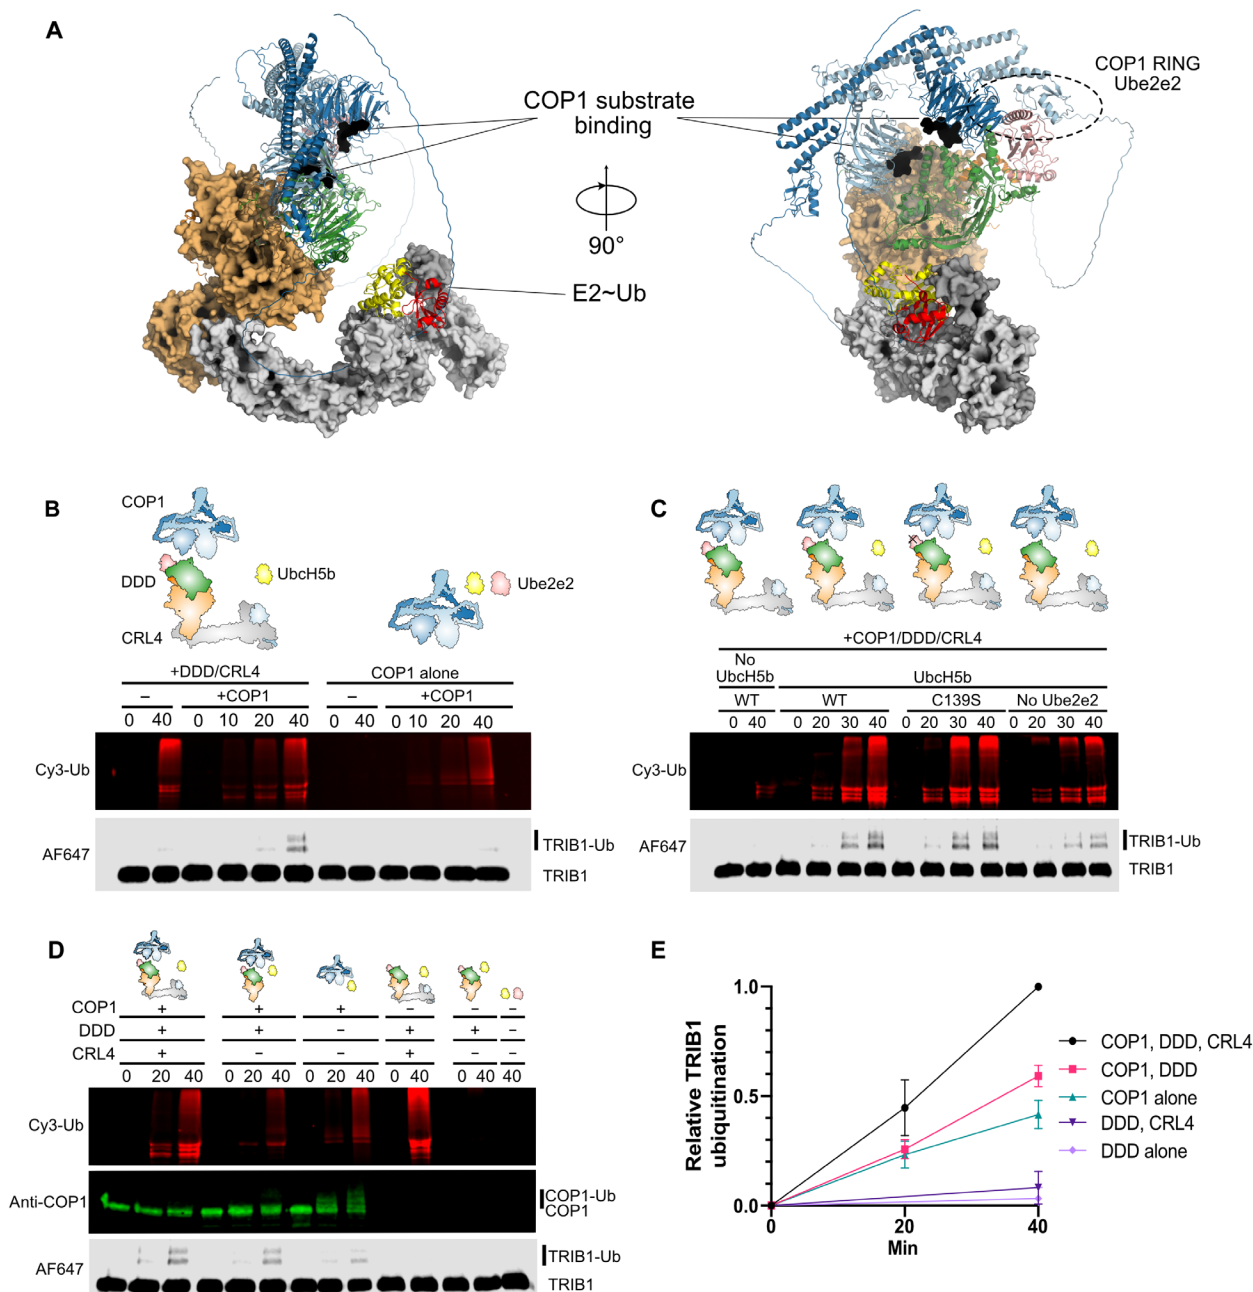 A
COP1 substrate
binding
COP1 RING
Ube2e2
90°
E2~Ub
B
COP1
DDD
UbcH5b
Ube2e2
CRL4
+DDD/CRL4
COP1 alone
– +COP1 – +COP1
0 40 0 10 20 40 0 40 0 10 20 40
Cy3-Ub
AF647
TRIB1-Ub
TRIB1
C
+COP1/DDD/CRL4
No
UbcH5b
UbcH5b
WT WT C139S No Ube2e2
0 40 0 20 30 40 0 20 30 40 0 20 30 40
Cy3-Ub
AF647
TRIB1-Ub
TRIB1
D
COP1 + + + – – –
DDD + + – + + –
CRL4 + – – + – –
0 20 40 0 20 40 0 20 40 0 40 40 40
Cy3-Ub
Anti-COP1
COP1-Ub
COP1
AF647
TRIB1-Ub
TRIB1
E
Relative TRIB1
ubiquitination
1.0
0.5
0.0
0 20 40
Min
COP1, DDD, CRL4
COP1, DDD
COP1 alone
DDD, CRL4
DDD alone